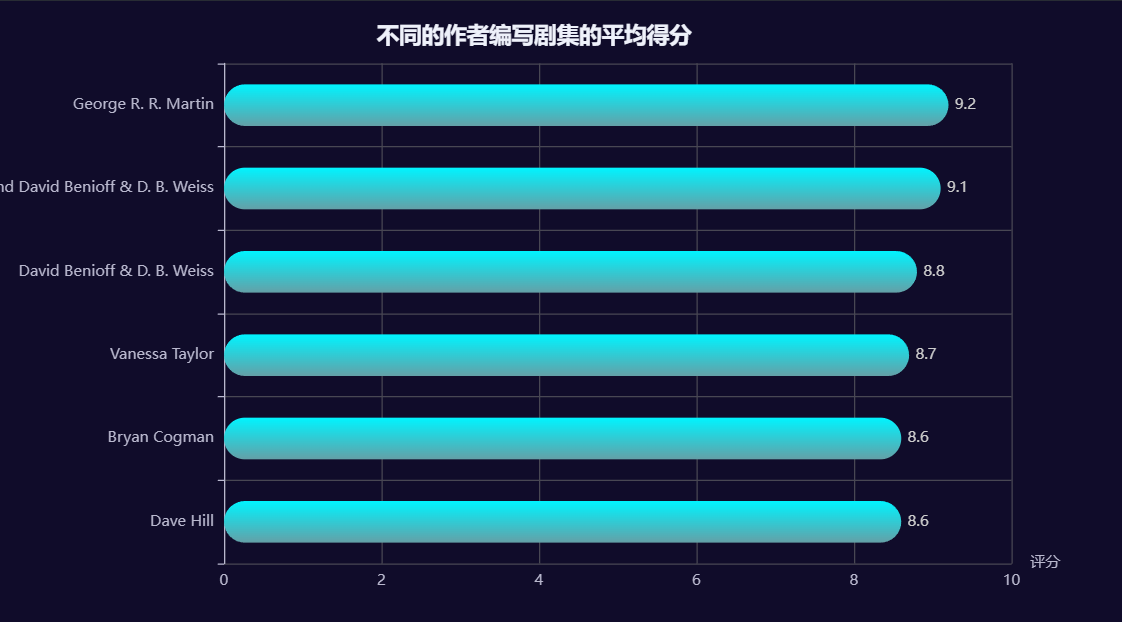 不同的作者编写剧集的平均得分
George R. R. Martin 9.2
David Benioff & D. B. Weiss 9.1
David Benioff & D. B. Weiss 8.8
Vanessa Taylor 8.7
Bryan Cogman 8.6
Dave Hill 8.6
评分
0 2 4 6 8 10